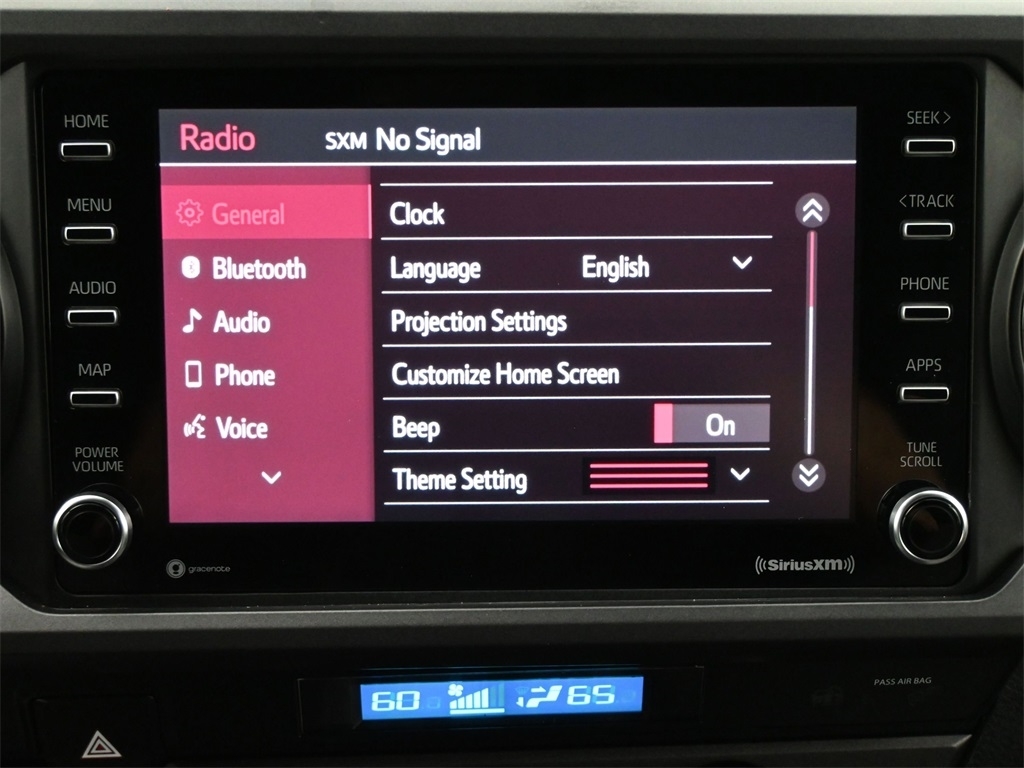 HOME
MENU
AUDIO
MAP
POWER
VOLUME
Radio SXM No Signal
General
Bluetooth
Audio
Phone
Voice
Clock
Language English
Projection Settings
Customize Home Screen
Beep On
Theme Setting
SEEK >
< TRACK
PHONE
APPS
TUNE
SCROLL
gracenote
SiriusXM
60 65
PASS AIR BAG